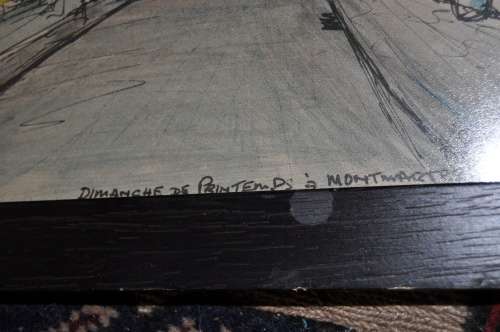 DIMANCHE DE PRINTEMPS à MONTMARTRE